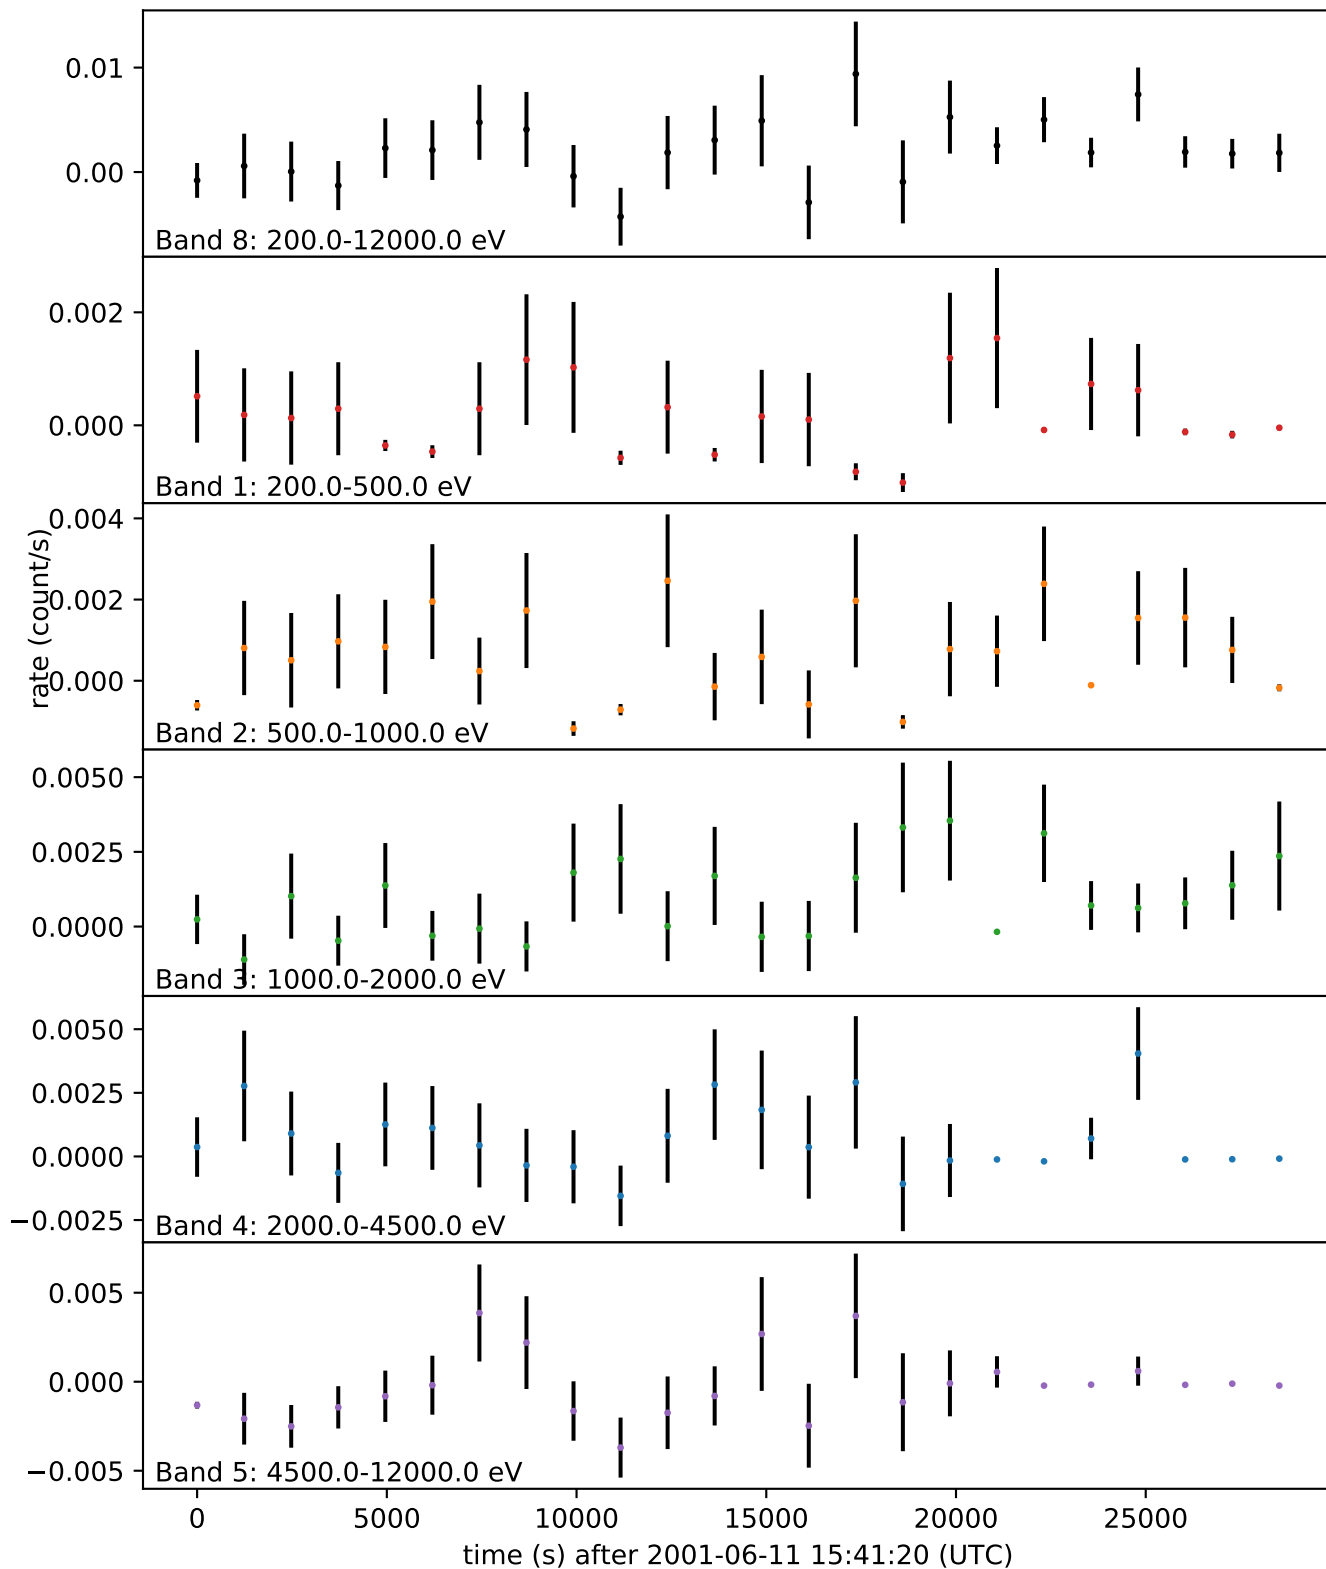 0.01
0.00
Band 8: 200.0-12000.0 eV
0.002
0.000
Band 1: 200.0-500.0 eV
rate (count/s)
0.004
0.002
0.000
Band 2: 500.0-1000.0 eV
0.0050
0.0025
0.0000
Band 3: 1000.0-2000.0 eV
0.0050
0.0025
0.0000
−0.0025
Band 4: 2000.0-4500.0 eV
0.005
0.000
−0.005
Band 5: 4500.0-12000.0 eV
0 5000 10000 15000 20000 25000
time (s) after 2001-06-11 15:41:20 (UTC)